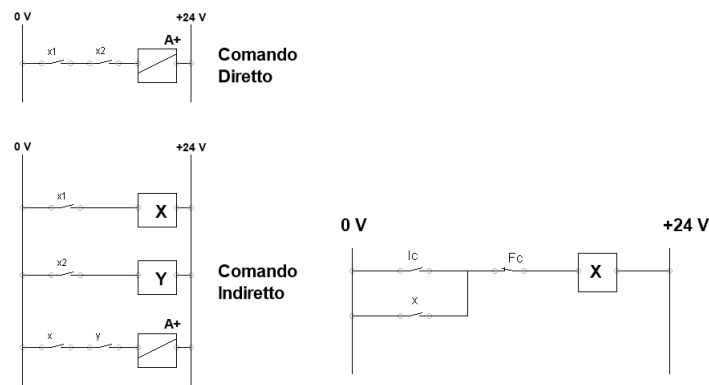 0 V +24 V
A+
x1 x2
Comando
Diretto
0 V +24 V
x1
X
x2
Y
Comando
Indiretto
A+
x y
0 V +24 V
Ic Fc
X
x